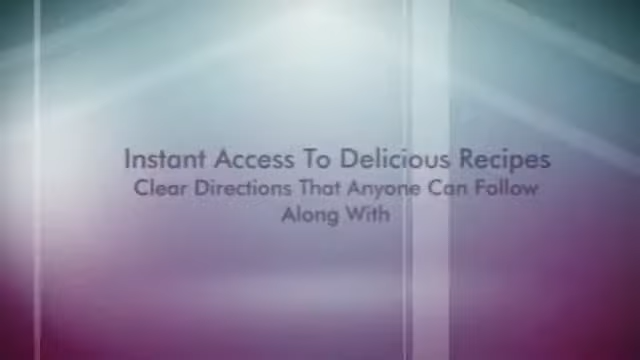 Instant Access To Delicious Recipes
Clear Directions That Anyone Can Follow
Along With